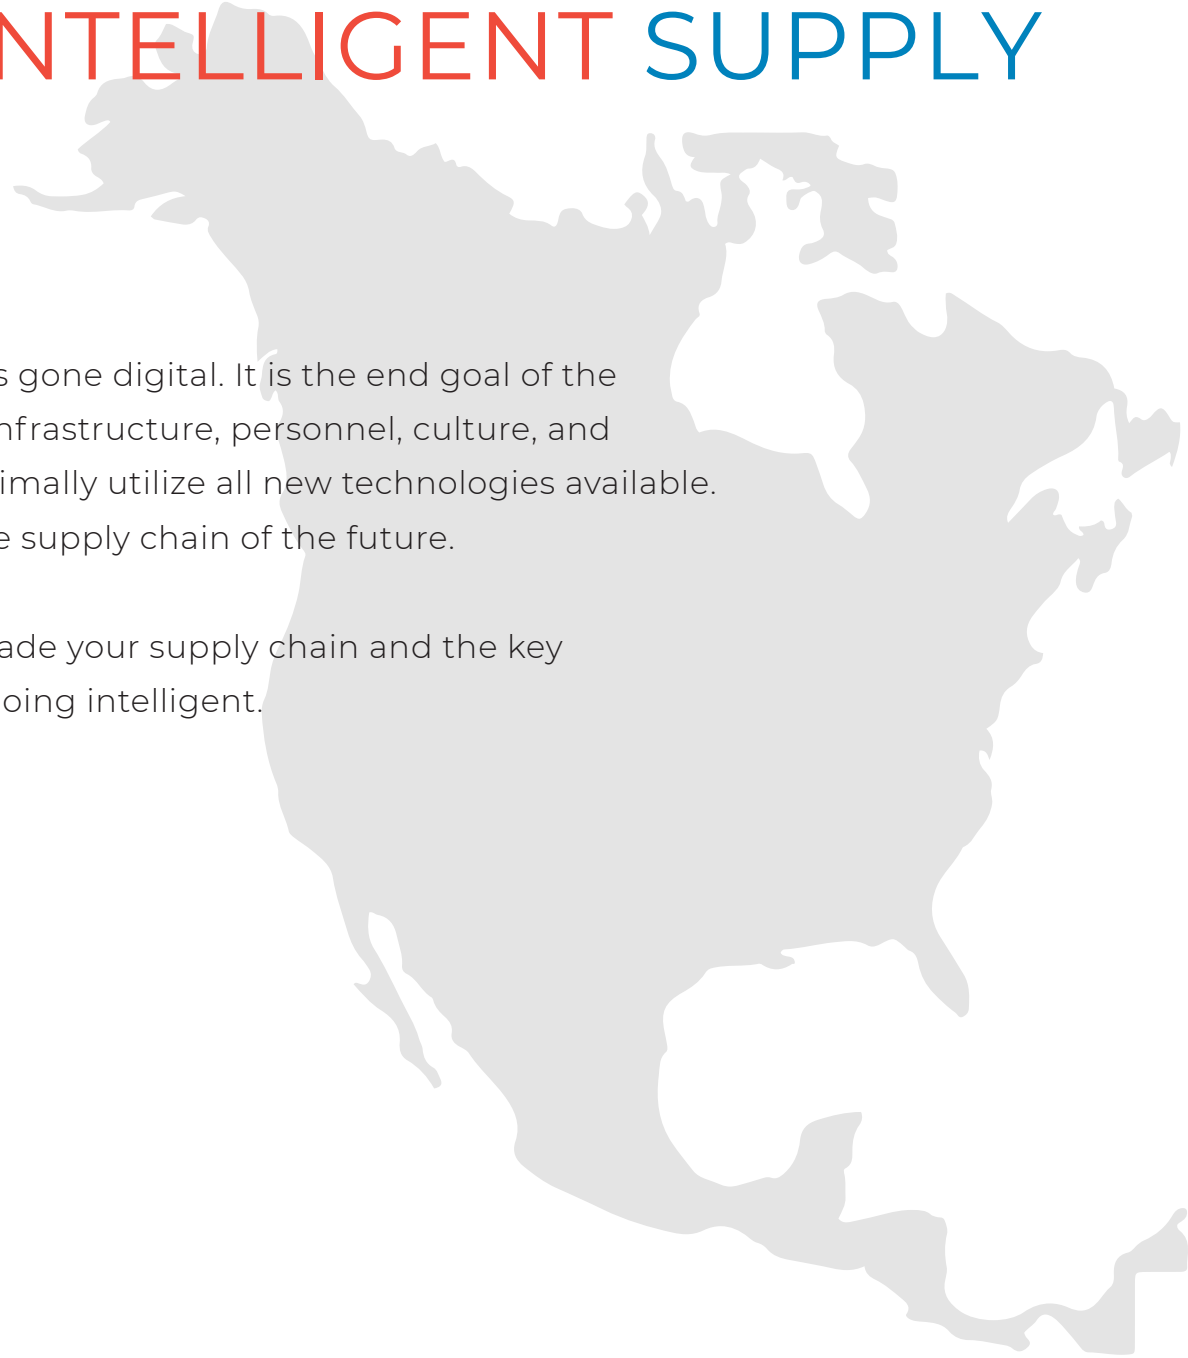 NTELLIGENT SUPPLY
s gone digital. It is the end goal of the
nfrastructure, personnel, culture, and
imally utilize all new technologies available.
e supply chain of the future.
ade your supply chain and the key
oing intelligent.